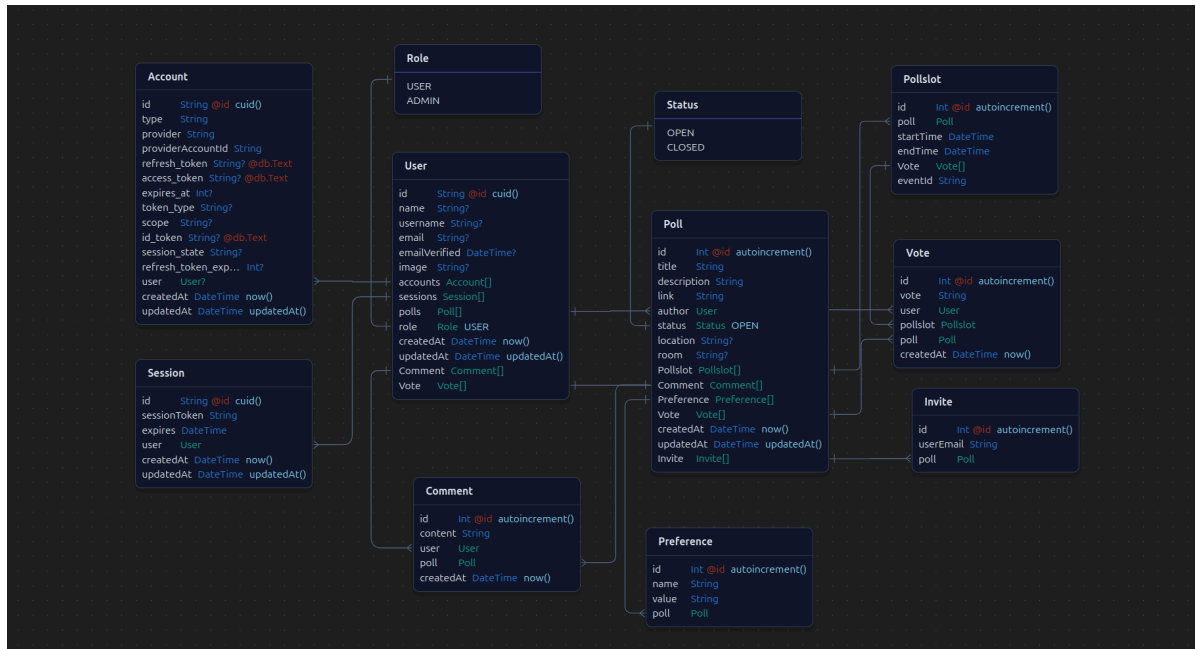 Account
id String @id cuid()
type String
provider String
providerAccountId String
refresh_token String? @db.Text
access_token String? @db.Text
expires_at Int?
token_type String?
scope String?
id_token String? @db.Text
session_state String?
refresh_token_exp... Int?
user User?
createdAt DateTime now()
updatedAt DateTime updatedAt()
Session
id String @id cuid()
sessionToken String
expires DateTime
user User
createdAt DateTime now()
updatedAt DateTime updatedAt()
Role
USER
ADMIN
User
id String @id cuid()
name String?
username String?
email String?
emailVerified DateTime?
image String?
accounts Account[]
sessions Session[]
polls Poll[]
role Role USER
createdAt DateTime now()
updatedAt DateTime updatedAt()
Comment Comment[]
Vote Vote[]
Comment
id Int @id autoincrement()
content String
user User
poll Poll
createdAt DateTime now()
Status
OPEN
CLOSED
Poll
id Int @id autoincrement()
title String
description String
link String
author User
status Status OPEN
location String?
room String?
Pollslot Pollslot[]
Comment Comment[]
Preference Preference[]
Vote Vote[]
createdAt DateTime now()
updatedAt DateTime updatedAt()
Invite Invite[]
Preference
id Int @id autoincrement()
name String
value String
poll Poll
Pollslot
id Int @id autoincrement()
poll Poll
startTime DateTime
endTime DateTime
Vote Vote[]
eventId String
Vote
id Int @id autoincrement()
vote String
user User
pollslot Pollslot
poll Poll
createdAt DateTime now()
Invite
id Int @id autoincrement()
userEmail String
poll Poll